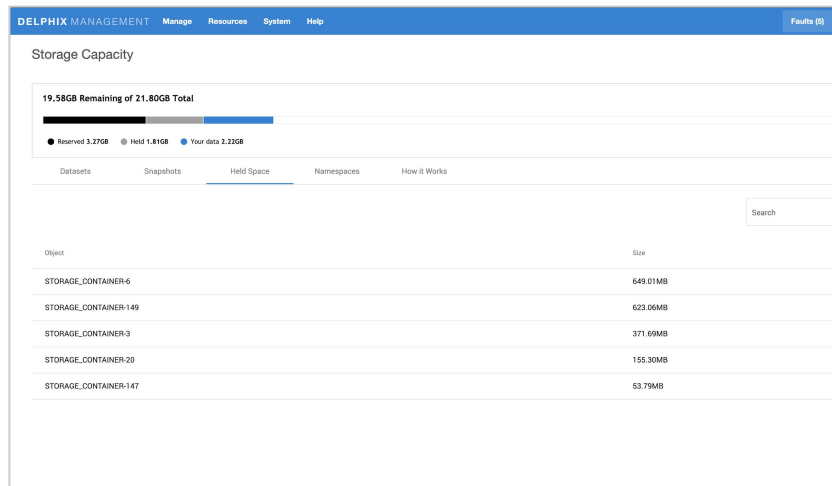 DELPHIX MANAGEMENT Manage Resources System Help Faults (5)
Storage Capacity
19.58GB Remaining of 21.80GB Total
Reserved 3.27GB Held 1.81GB Your data 2.22GB
Datasets Snapshots Held Space Namespaces How it Works
Search
Object Size
STORAGE_CONTAINER-6 649.01MB
STORAGE_CONTAINER-149 623.06MB
STORAGE_CONTAINER-3 371.69MB
STORAGE_CONTAINER-20 155.30MB
STORAGE_CONTAINER-147 53.79MB